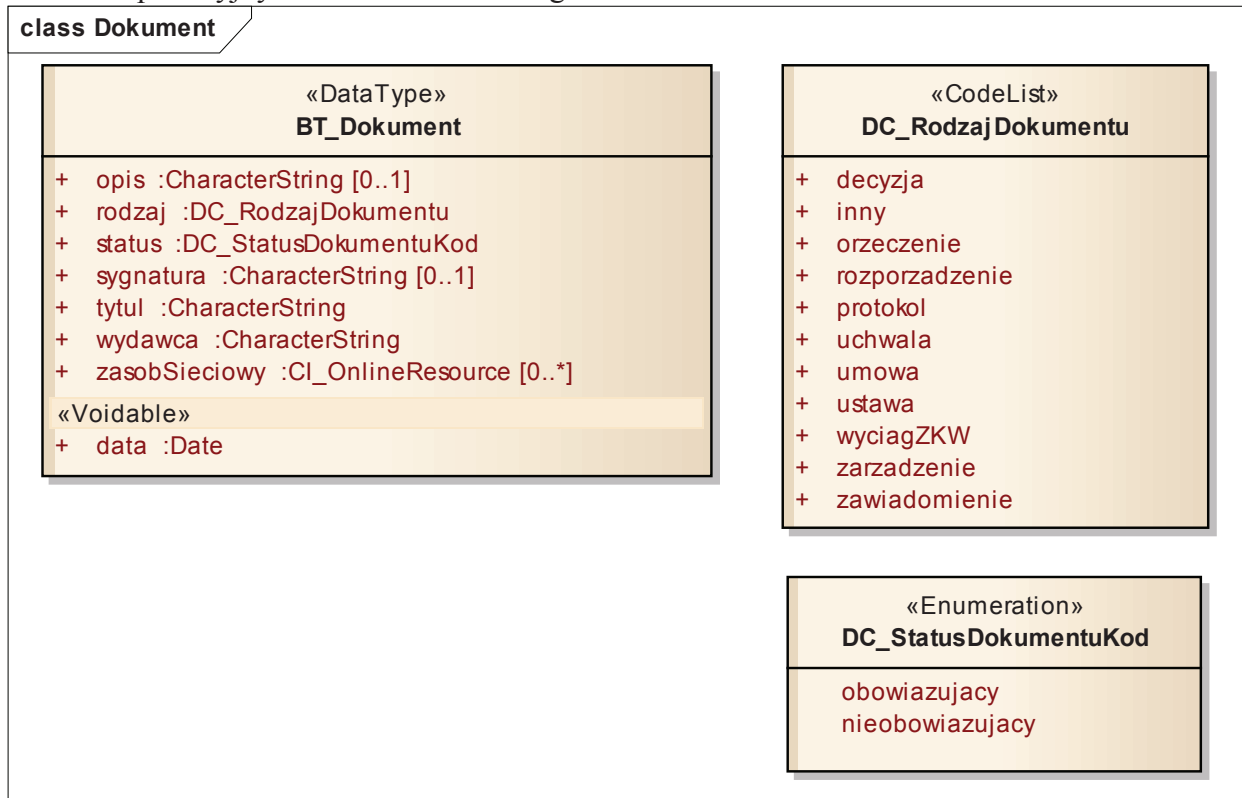 class Dokument
«DataType»
BT_Dokument
+ opis :CharacterString [0..1]
+ rodzaj :DC_RodzajDokumentu
+ status :DC_StatusDokumentuKod
+ sygnatura :CharacterString [0..1]
+ tytul :CharacterString
+ wydawca :CharacterString
+ zasobSieciowy :CI_OnlineResource [0..*]
«Voidable»
+ data :Date
«CodeList»
DC_RodzajDokumentu
+ decyzja
+ inny
+ orzeczenie
+ rozporzadzenie
+ protokol
+ uchwala
+ umowa
+ ustawa
+ wyciagZKW
+ zarzadzenie
+ zawiadomienie
«Enumeration»
DC_StatusDokumentuKod
obowiazujacy
nieobowiazujacy